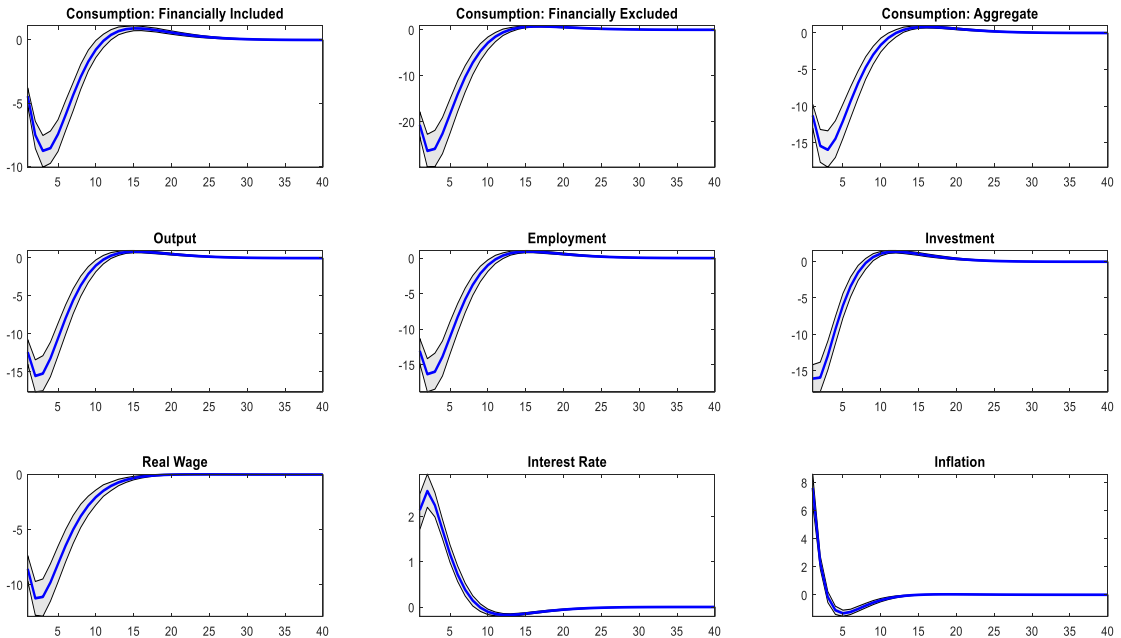 Consumption: Financially Included
0
-5
-10
5 10 15 20 25 30 35 40
Consumption: Financially Excluded
0
-10
-20
5 10 15 20 25 30 35 40
Consumption: Aggregate
0
-5
-10
-15
5 10 15 20 25 30 35 40
Output
0
-5
-10
-15
5 10 15 20 25 30 35 40
Employment
0
-5
-10
-15
5 10 15 20 25 30 35 40
Investment
0
-5
-10
-15
5 10 15 20 25 30 35 40
Real Wage
0
-5
-10
5 10 15 20 25 30 35 40
Interest Rate
2
1
0
5 10 15 20 25 30 35 40
Inflation
8
6
4
2
0
5 10 15 20 25 30 35 40